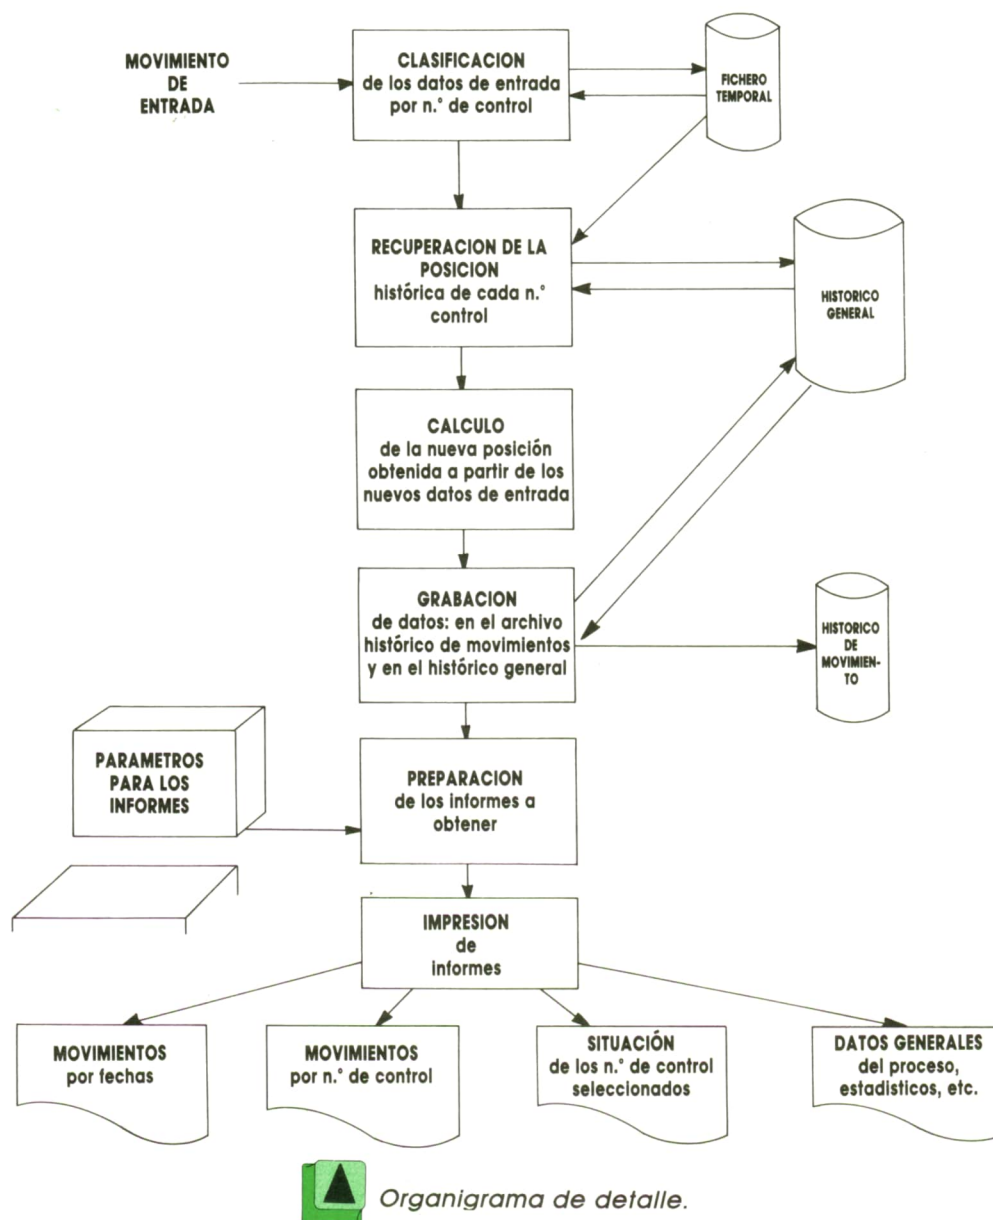 MOVIMIENTO
DE
ENTRADA
CLASIFICACION
de los datos de entrada
por n.° de control
FICHERO
TEMPORAL
RECUPERACION DE LA
POSICION
histórica de cada n.°
control
HISTORICO
GENERAL
CALCULO
de la nueva posición
obtenida a partir de los
nuevos datos de entrada
GRABACION
de datos: en el archivo
histórico de movimientos
y en el histórico general
HISTORICO
DE
MOVIMIEN-
TO
PARAMETROS
PARA LOS
INFORMES
PREPARACION
de los informes a
obtener
IMPRESION
de
informes
MOVIMIENTOS
por fechas
MOVIMIENTOS
por n.° de control
SITUACIÓN
de los n.° de control
seleccionados
DATOS GENERALES
del proceso,
estadisticos, etc.
Organigrama de detalle.